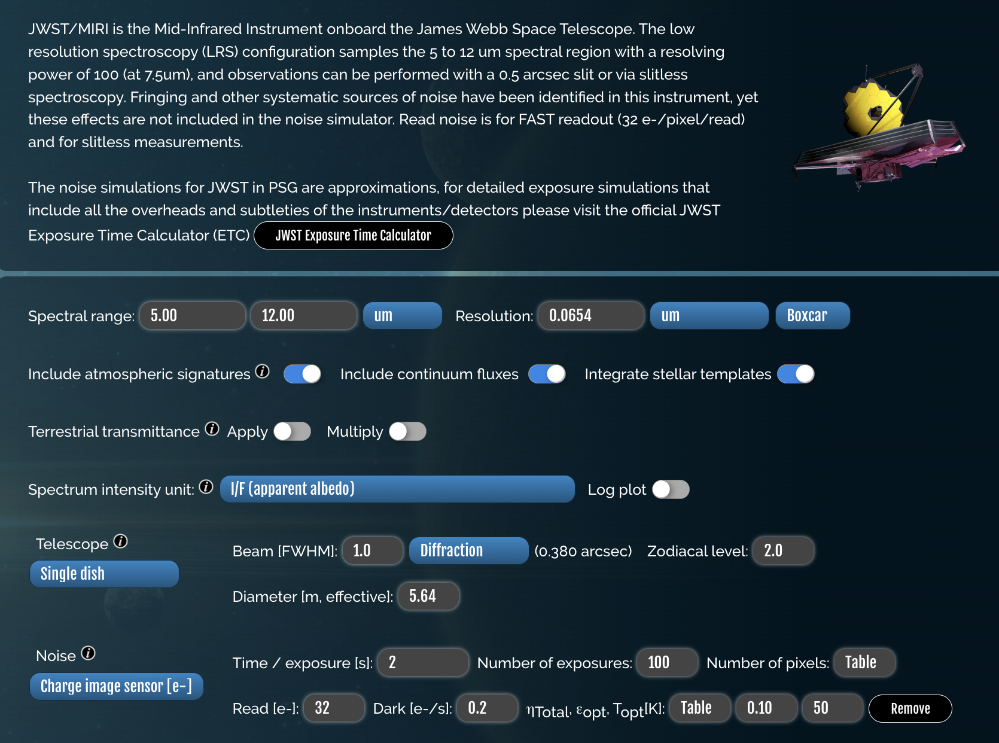 JWST/MIRI is the Mid-Infrared Instrument onboard the James Webb Space Telescope. The low
resolution spectroscopy (LRS) configuration samples the 5 to 12 um spectral region with a resolving
power of 100 (at 7.5um), and observations can be performed with a 0.5 arcsec slit or via slitless
spectroscopy. Fringing and other systematic sources of noise have been identified in this instrument, yet
these effects are not included in the noise simulator. Read noise is for FAST readout (32 e-/pixel/read)
and for slitless measurements.
The noise simulations for JWST in PSG are approximations, for detailed exposure simulations that
include all the overheads and subtleties of the instruments/detectors please visit the official JWST
Exposure Time Calculator (ETC) JWST Exposure Time Calculator
Spectral range: 5.00 12.00 um Resolution: 0.0654 um Boxcar
Include atmospheric signatures i Include continuum fluxes Integrate stellar templates
Terrestrial transmittance i Apply Multiply
Spectrum intensity unit: i I/F (apparent albedo) Log plot
Telescope i
Single dish
Beam [FWHM]: 1.0 Diffraction (0.380 arcsec) Zodiacal level: 2.0
Diameter [m, effective]: 5.64
Noise i
Charge image sensor [e-]
Time / exposure [s]: 2 Number of exposures: 100 Number of pixels: Table
Read [e-]: 32 Dark [e-/s]: 0.2 ηTotal, εopt, Topt[K]: Table 0.10 50 Remove